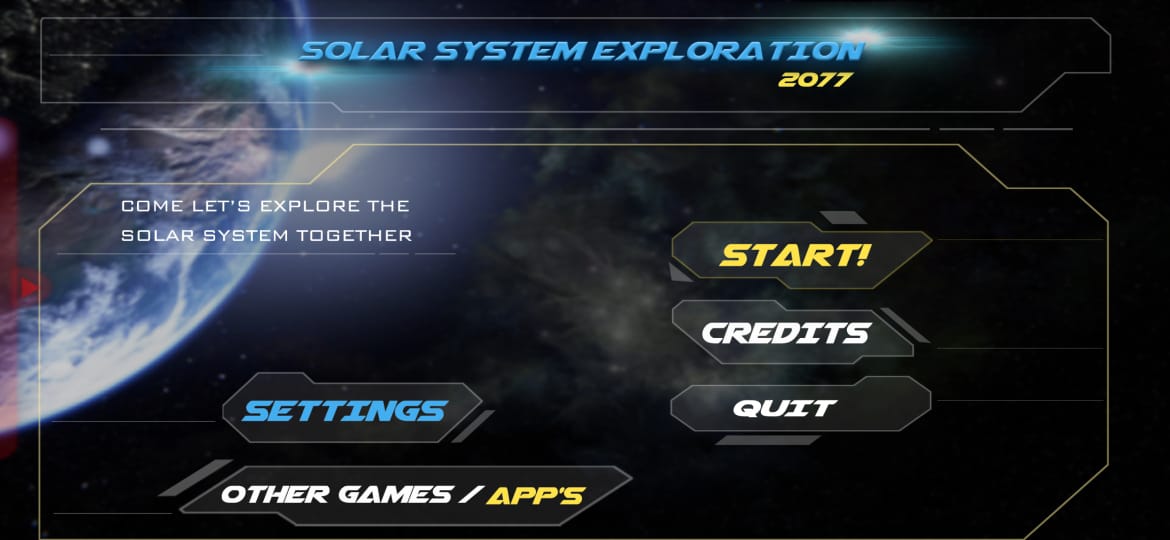 SOLAR SYSTEM EXPLORATION
2077
COME LET'S EXPLORE THE
SOLAR SYSTEM TOGETHER
START!
CREDITS
QUIT
SETTINGS
OTHER GAMES / APP'S